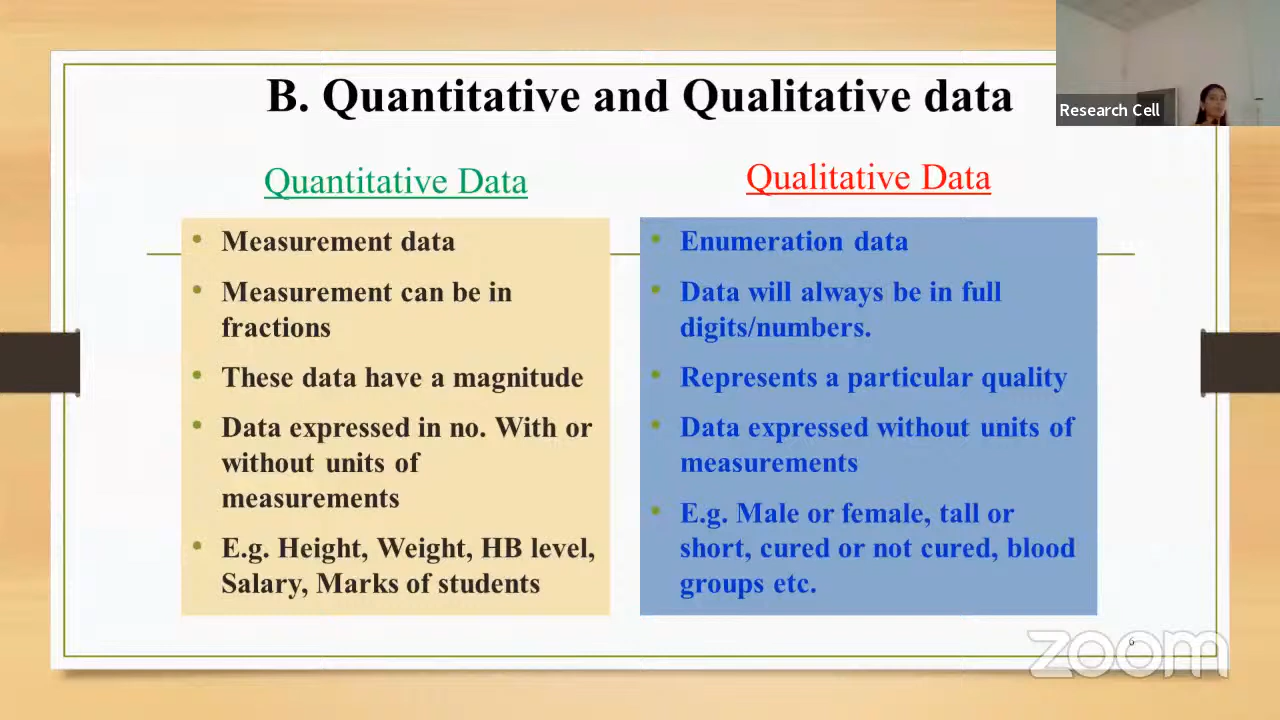 B. Quantitative and Qualitative data
Research Cell
Quantitative Data
• Measurement data
• Measurement can be in
fractions
• These data have a magnitude
• Data expressed in no. With or
without units of
measurements
• E.g. Height, Weight, HB level,
Salary, Marks of students
Qualitative Data
• Enumeration data
• Data will always be in full
digits/numbers.
• Represents a particular quality
• Data expressed without units of
measurements
• E.g. Male or female, tall or
short, cured or not cured, blood
groups etc.
6
zoom